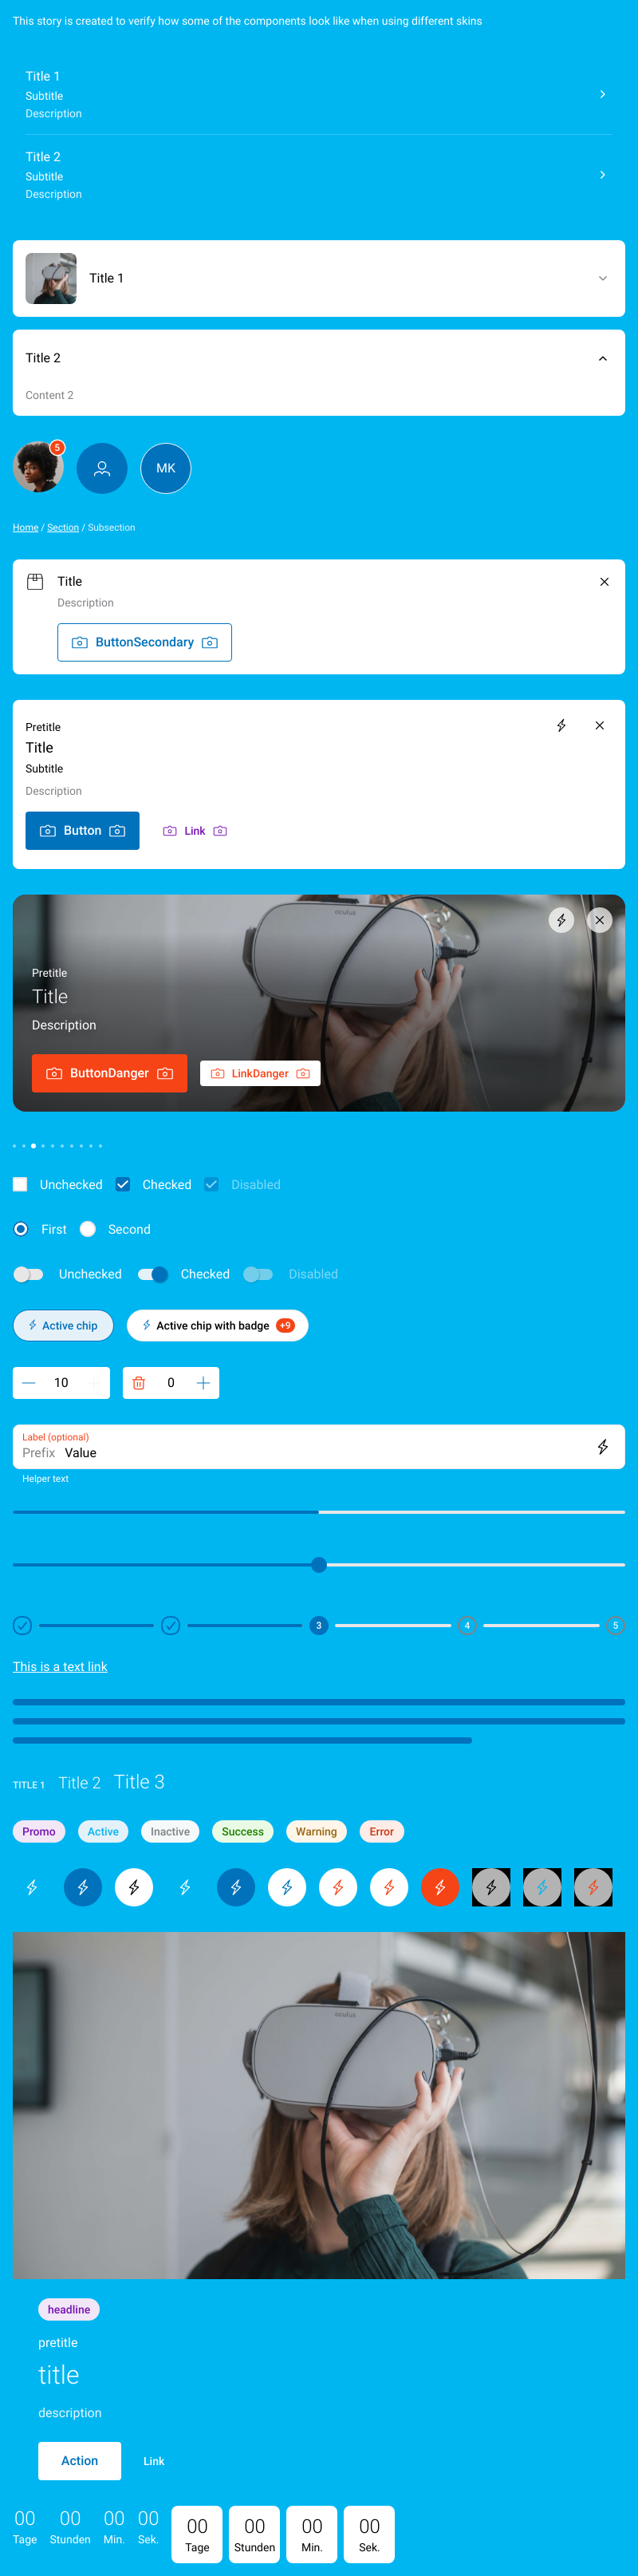 This story is created to verify how some of the components look like when using different skins
Title 1
Subtitle
Description
Title 2
Subtitle
Description
Title 1
Title 2
Content 2
5
MK
Home / Section / Subsection
Title
Description
ButtonSecondary
Pretitle
Title
Subtitle
Description
Button Link
oculus
Pretitle
Title
Description
ButtonDanger LinkDanger
Unchecked Checked Disabled
First Second
Unchecked Checked Disabled
Active chip Active chip with badge +9
10 0
Label (optional)
Prefix Value
Helper text
3 4 5
This is a text link
TITLE 1 Title 2 Title 3
Promo Active Inactive Success Warning Error
oculus
headline
pretitle
title
description
Action Link
00 00 00 00 00 00 00 00
Tage Stunden Min. Sek. Tage Stunden Min. Sek.